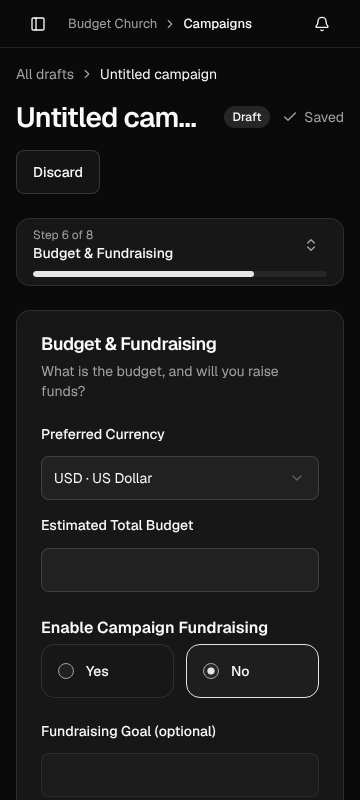 Budget Church > Campaigns
All drafts > Untitled campaign
Untitled cam...
Draft
Saved
Discard
Step 6 of 8
Budget & Fundraising
Budget & Fundraising
What is the budget, and will you raise
funds?
Preferred Currency
USD · US Dollar
Estimated Total Budget
Enable Campaign Fundraising
Yes
No
Fundraising Goal (optional)